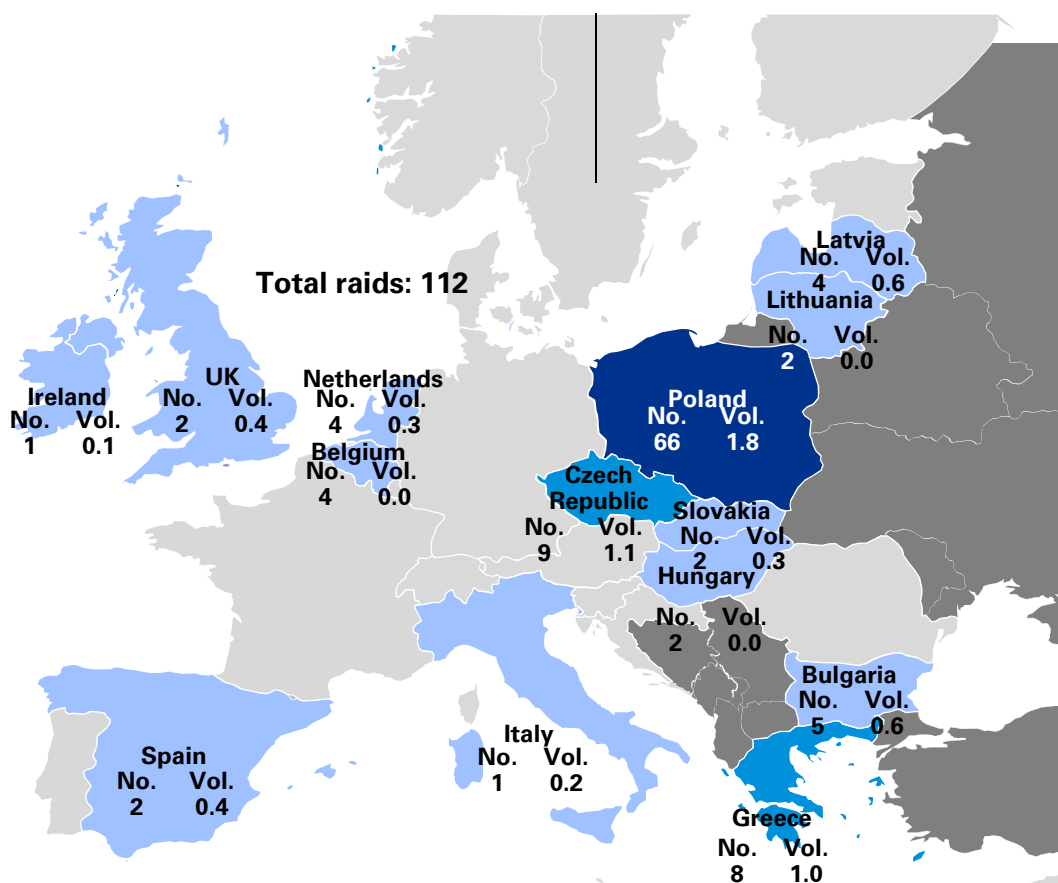 Total raids: 112
Latvia
No. Vol.
4 0.6
Lithuania
No. Vol.
2 0.0
UK
No. Vol.
2 0.4
Ireland
No. Vol.
1 0.1
Netherlands
No. Vol.
4 0.3
Belgium
No. Vol.
4 0.0
Poland
No. Vol.
66 1.8
Czech
Republic
No. Vol.
9 1.1
Slovakia
No. Vol.
2 0.3
Hungary
No. Vol.
2 0.0
Bulgaria
No. Vol.
5 0.6
Italy
No. Vol.
1 0.2
Spain
No. Vol.
2 0.4
Greece
No. Vol.
8 1.0